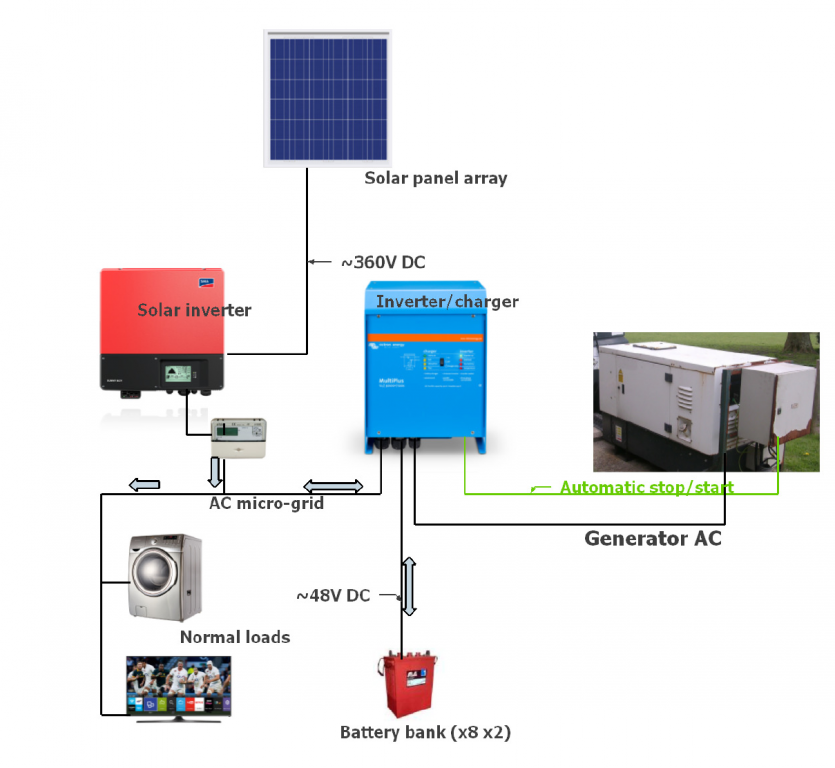 Solar panel array
~360V DC
Solar inverter
Inverter/charger
MultiPlus
Automatic stop/start
AC micro-grid
Generator AC
~48V DC
Normal loads
Battery bank (x8 x2)